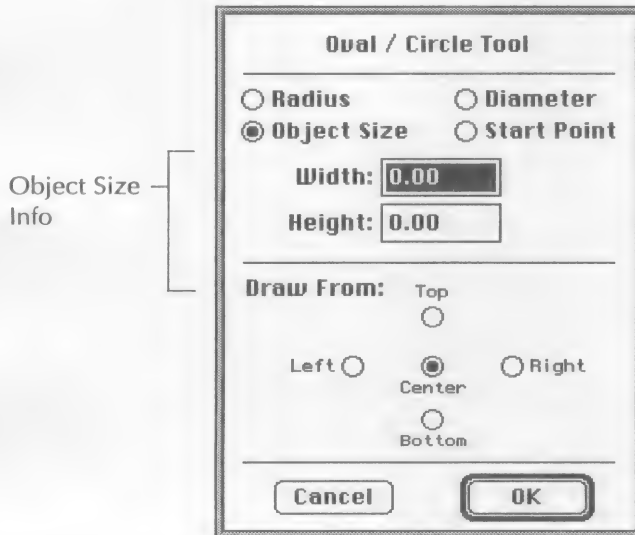 Oval / Circle Tool
Radius Diameter
Object Size Start Point
Object Size
Info
Width: 0.00
Height: 0.00
Draw From: Top
Left Right
Center
Bottom
Cancel OK